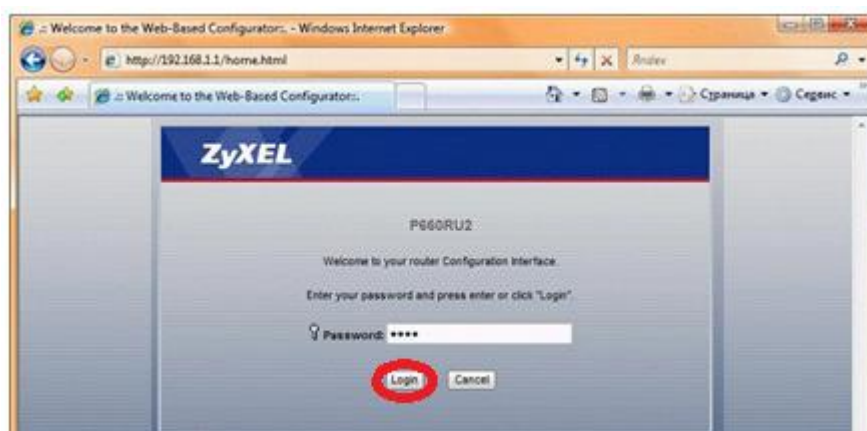 .:: Welcome to the Web-Based Configurator::. - Windows Internet Explorer
http://192.168.1.1/home.html
Яndex
.:: Welcome to the Web-Based Configurator::.
Страница
Сервис
ZyXEL
P660RU2
Welcome to your router Configuration Interface
Enter your password and press enter or click "Login".
Password: ••••
Login
Cancel